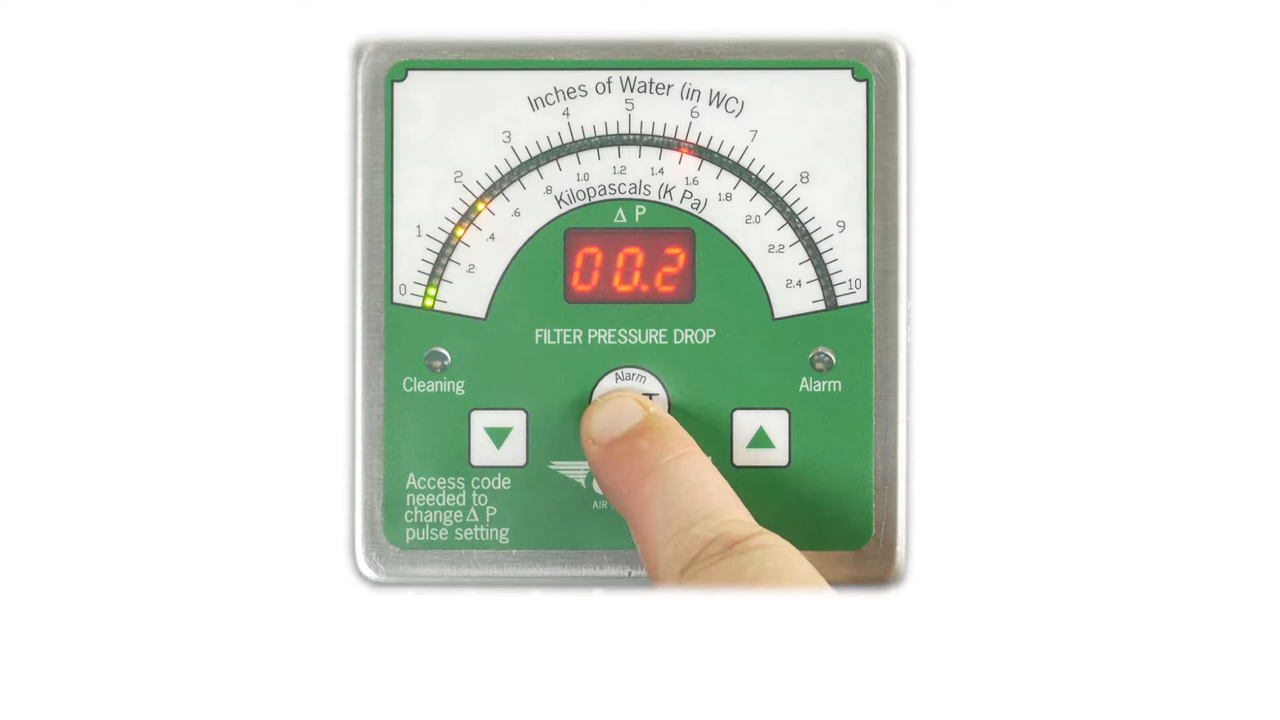 Inches of Water (in WC)
0 1 2 3 4 5 6 7 8 9 10
.2 .4 .6 .8 1.0 1.2 1.4 1.6 1.8 2.0 2.2 2.4
Kilopascals (K Pa)
Δ P
00.2
FILTER PRESSURE DROP
Cleaning
Alarm
Alarm
Access code
needed to
change Δ P
pulse setting
AIR